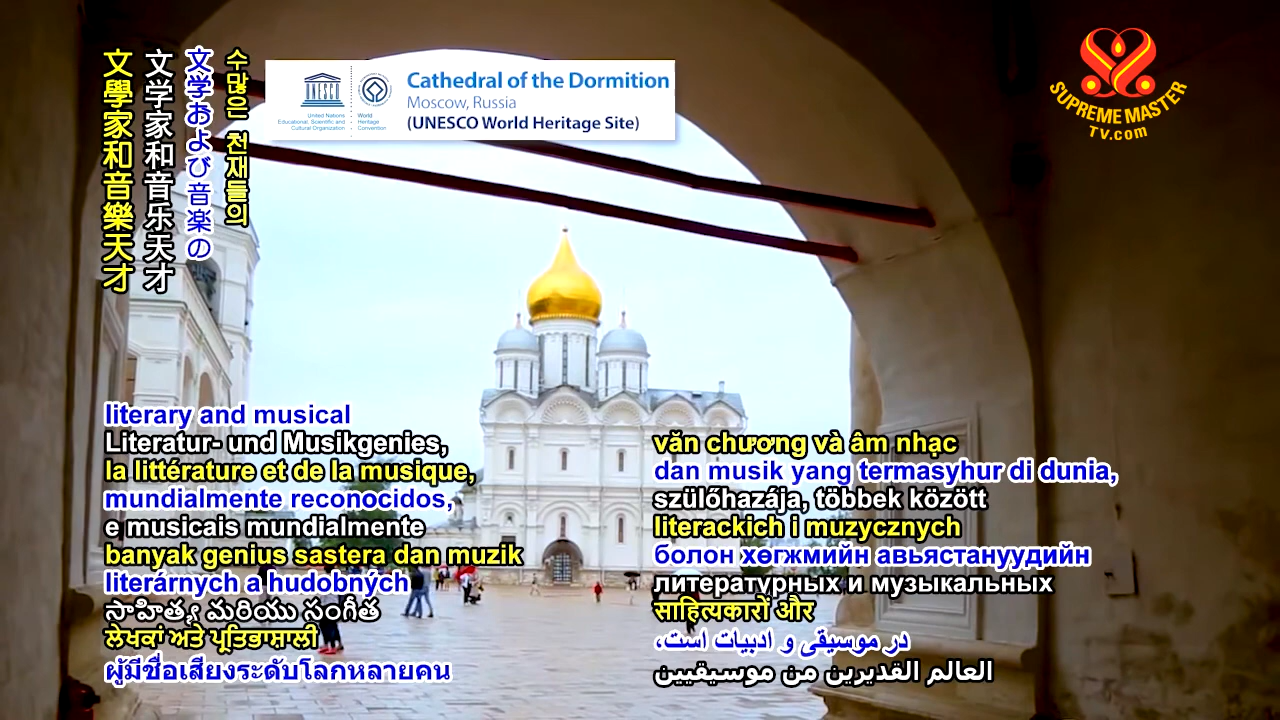 文學家和音樂天才
文学家和音乐天才
文学および音楽の
수많은 천재들의
UNESCO
United Nations
Educational, Scientific and
Cultural Organization
World
Heritage
Convention
Cathedral of the Dormition
Moscow, Russia
(UNESCO World Heritage Site)
SUPREME MASTER
TV.com
literary and musical
Literatur- und Musikgenies,
la littérature et de la musique,
mundialmente reconocidos,
e musicais mundialmente
banyak genius sastera dan muzik
literárnych a hudobných
సాహిత్య మరియు సంగీత
ਲੇਖਕਾਂ ਅਤੇ ਪ੍ਰਤਿਭਾਸ਼ਾਲੀ
ผู้มีชื่อเสียงระดับโลกหลายคน
văn chương và âm nhạc
dan musik yang termasyhur di dunia,
szülőhazája, többek között
literackich i muzycznych
болон хөгжмийн авьястануудийн
литературных и музыкальных
साहित्यकारों और
در موسیقی و ادبیات است،
العالم القديرين من موسيقيين